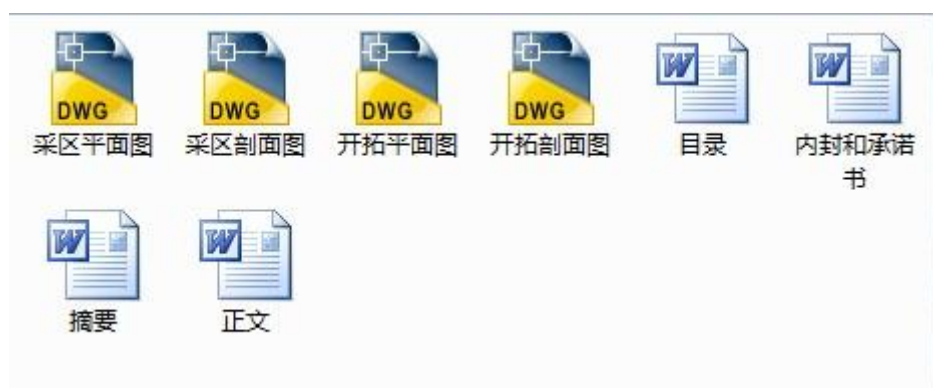 DWG DWG DWG DWG W W
采区平面图 采区剖面图 开拓平面图 开拓剖面图 目录 内封和承诺
书
W W
摘要 正文